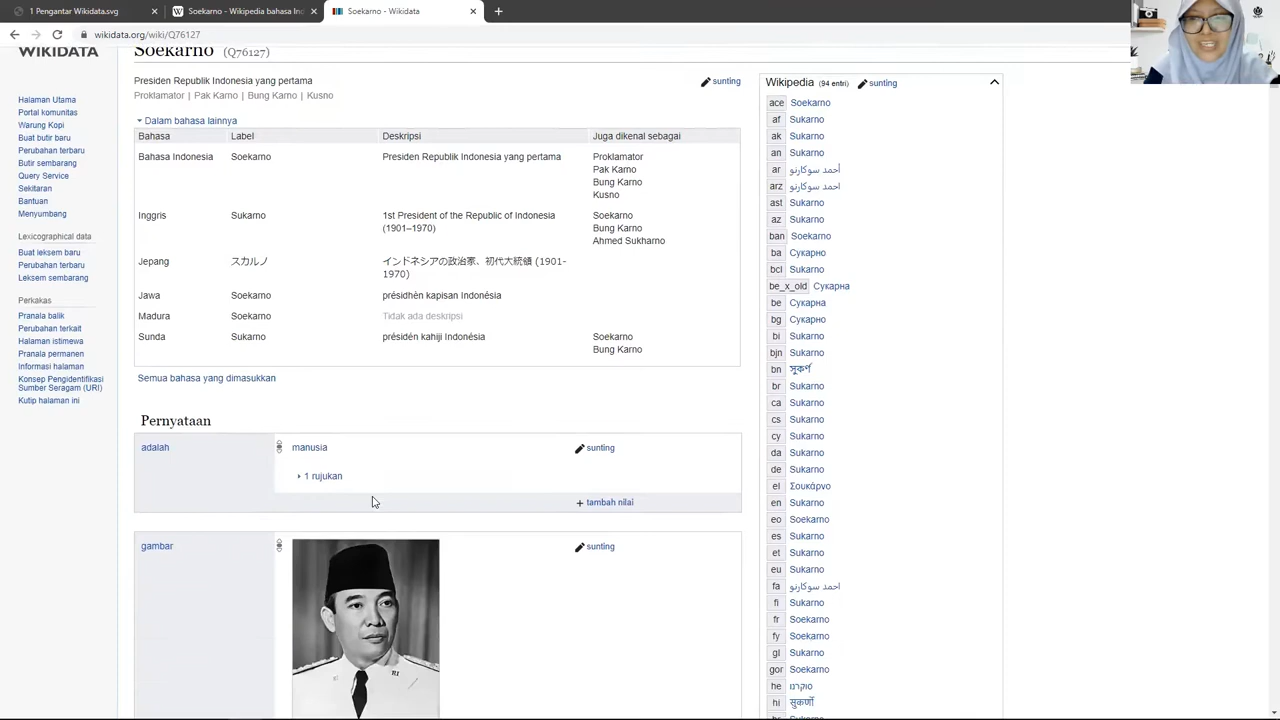 1 Pengantar Wikidata.svg
Soekarno - Wikipedia bahasa Ind
Soekarno - Wikidata
wikidata.org/wiki/Q76127
WIKIDATA
Halaman Utama
Portal komunitas
Warung Kopi
Buat butir baru
Perubahan terbaru
Butir sembarang
Query Service
Sekitaran
Bantuan
Menyumbang
Lexicographical data
Buat leksem baru
Perubahan terbaru
Leksem sembarang
Perkakas
Pranala balik
Perubahan terkait
Halaman istimewa
Pranala permanen
Informasi halaman
Konsep Pengidentifikasi
Sumber Seragam (URI)
Kutip halaman ini
Soekarno (Q76127)
Presiden Republik Indonesia yang pertama
sunting
Proklamator | Pak Karno | Bung Karno | Kusno
Dalam bahasa lainnya
Bahasa Label Deskripsi Juga dikenal sebagai
Bahasa Indonesia Soekarno Presiden Republik Indonesia yang pertama Proklamator
Pak Karno
Bung Karno
Kusno
Inggris Sukarno 1st President of the Republic of Indonesia Soekarno
(1901–1970) Bung Karno
Ahmed Sukharno
Jepang スカルノ インドネシアの政治家、初代大統領 (1901-
1970)
Jawa Soekarno présidhèn kapisan Indonésia
Madura Soekarno Tidak ada deskripsi
Sunda Sukarno présidén kahiji Indonésia Soekarno
Bung Karno
Semua bahasa yang dimasukkan
Pernyataan
adalah manusia sunting
1 rujukan
+ tambah nilai
gambar sunting
Wikipedia (94 entri) sunting
ace Soekarno
af Sukarno
ak Sukarno
an Sukarno
ar أحمد سوكارنو
arz احمد سوكارنو
ast Sukarno
az Sukarno
ban Soekarno
ba Сукарно
bcl Sukarno
be_x_old Сукарна
be Сукарна
bg Сукарно
bi Sukarno
bjn Sukarno
bn সুকর্ণ
br Sukarno
ca Sukarno
cs Sukarno
cy Sukarno
da Sukarno
de Sukarno
el Σουκάρνο
en Sukarno
eo Soekarno
es Sukarno
et Sukarno
eu Sukarno
fa احمد سوکارنو
fi Sukarno
fr Soekarno
fy Soekarno
gl Sukarno
gor Soekarno
he סוקרנו
hi सुकर्णो